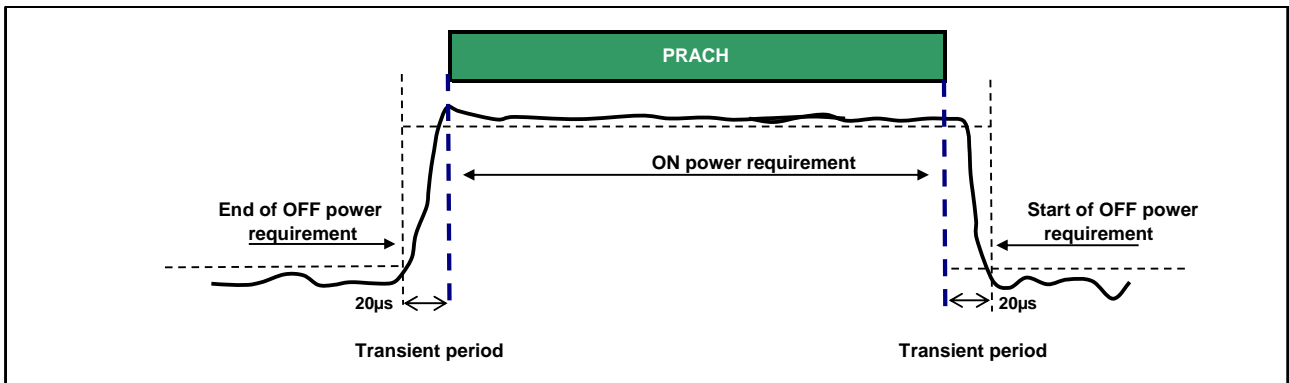 PRACH
ON power requirement
End of OFF power
requirement
Start of OFF power
requirement
20µs
20µs
Transient period
Transient period